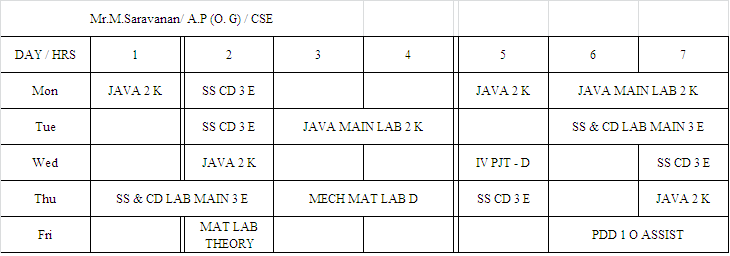 Mr.M.Saravanan/ A.P (O. G) / CSE
DAY / HRS 1 2 3 4 5 6 7
Mon JAVA 2 K SS CD 3 E JAVA 2 K JAVA MAIN LAB 2 K
Tue SS CD 3 E JAVA MAIN LAB 2 K SS & CD LAB MAIN 3 E
Wed JAVA 2 K IV PJT - D SS CD 3 E
Thu SS & CD LAB MAIN 3 E MECH MAT LAB D SS CD 3 E JAVA 2 K
Fri MAT LAB THEORY PDD 1 O ASSIST